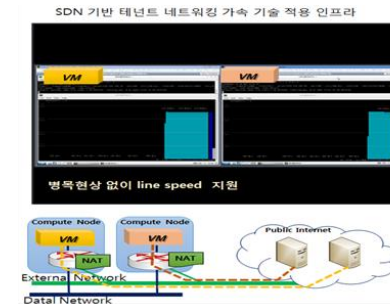 SDN 기반 테넌트 네트워킹 가속 기술 적용 인프라
VM
VM
병목현상 없이 line speed 지원
Compute Node
Compute Node
Public Internet
VM
VM
NAT
NAT
External Network
Datal Network